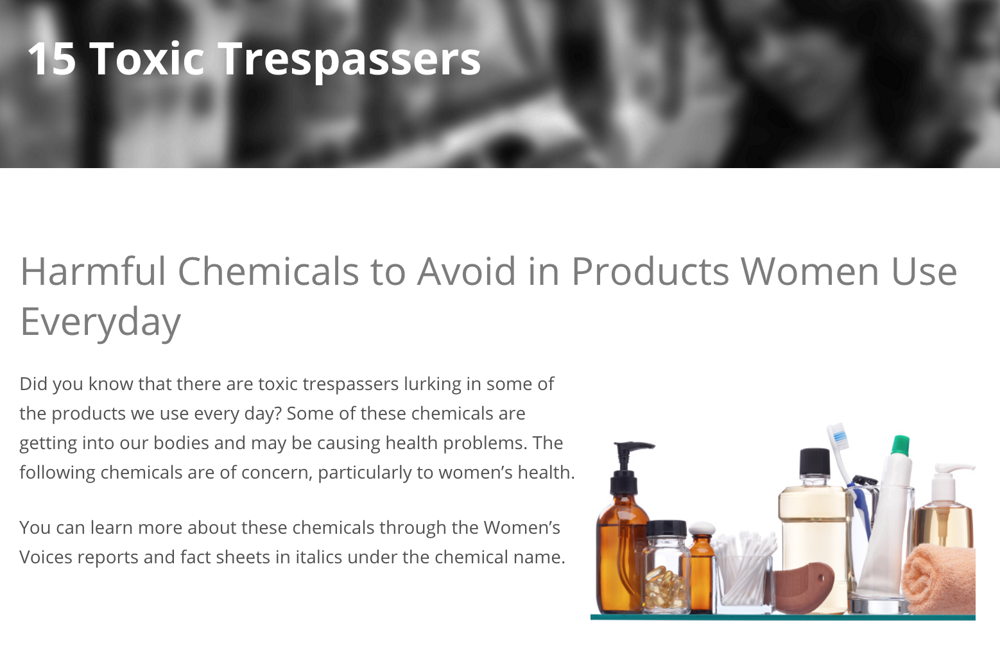 15 Toxic Trespassers
Harmful Chemicals to Avoid in Products Women Use
Everyday
Did you know that there are toxic trespassers lurking in some of
the products we use every day? Some of these chemicals are
getting into our bodies and may be causing health problems. The
following chemicals are of concern, particularly to women’s health.
You can learn more about these chemicals through the Women’s
Voices reports and fact sheets in italics under the chemical name.